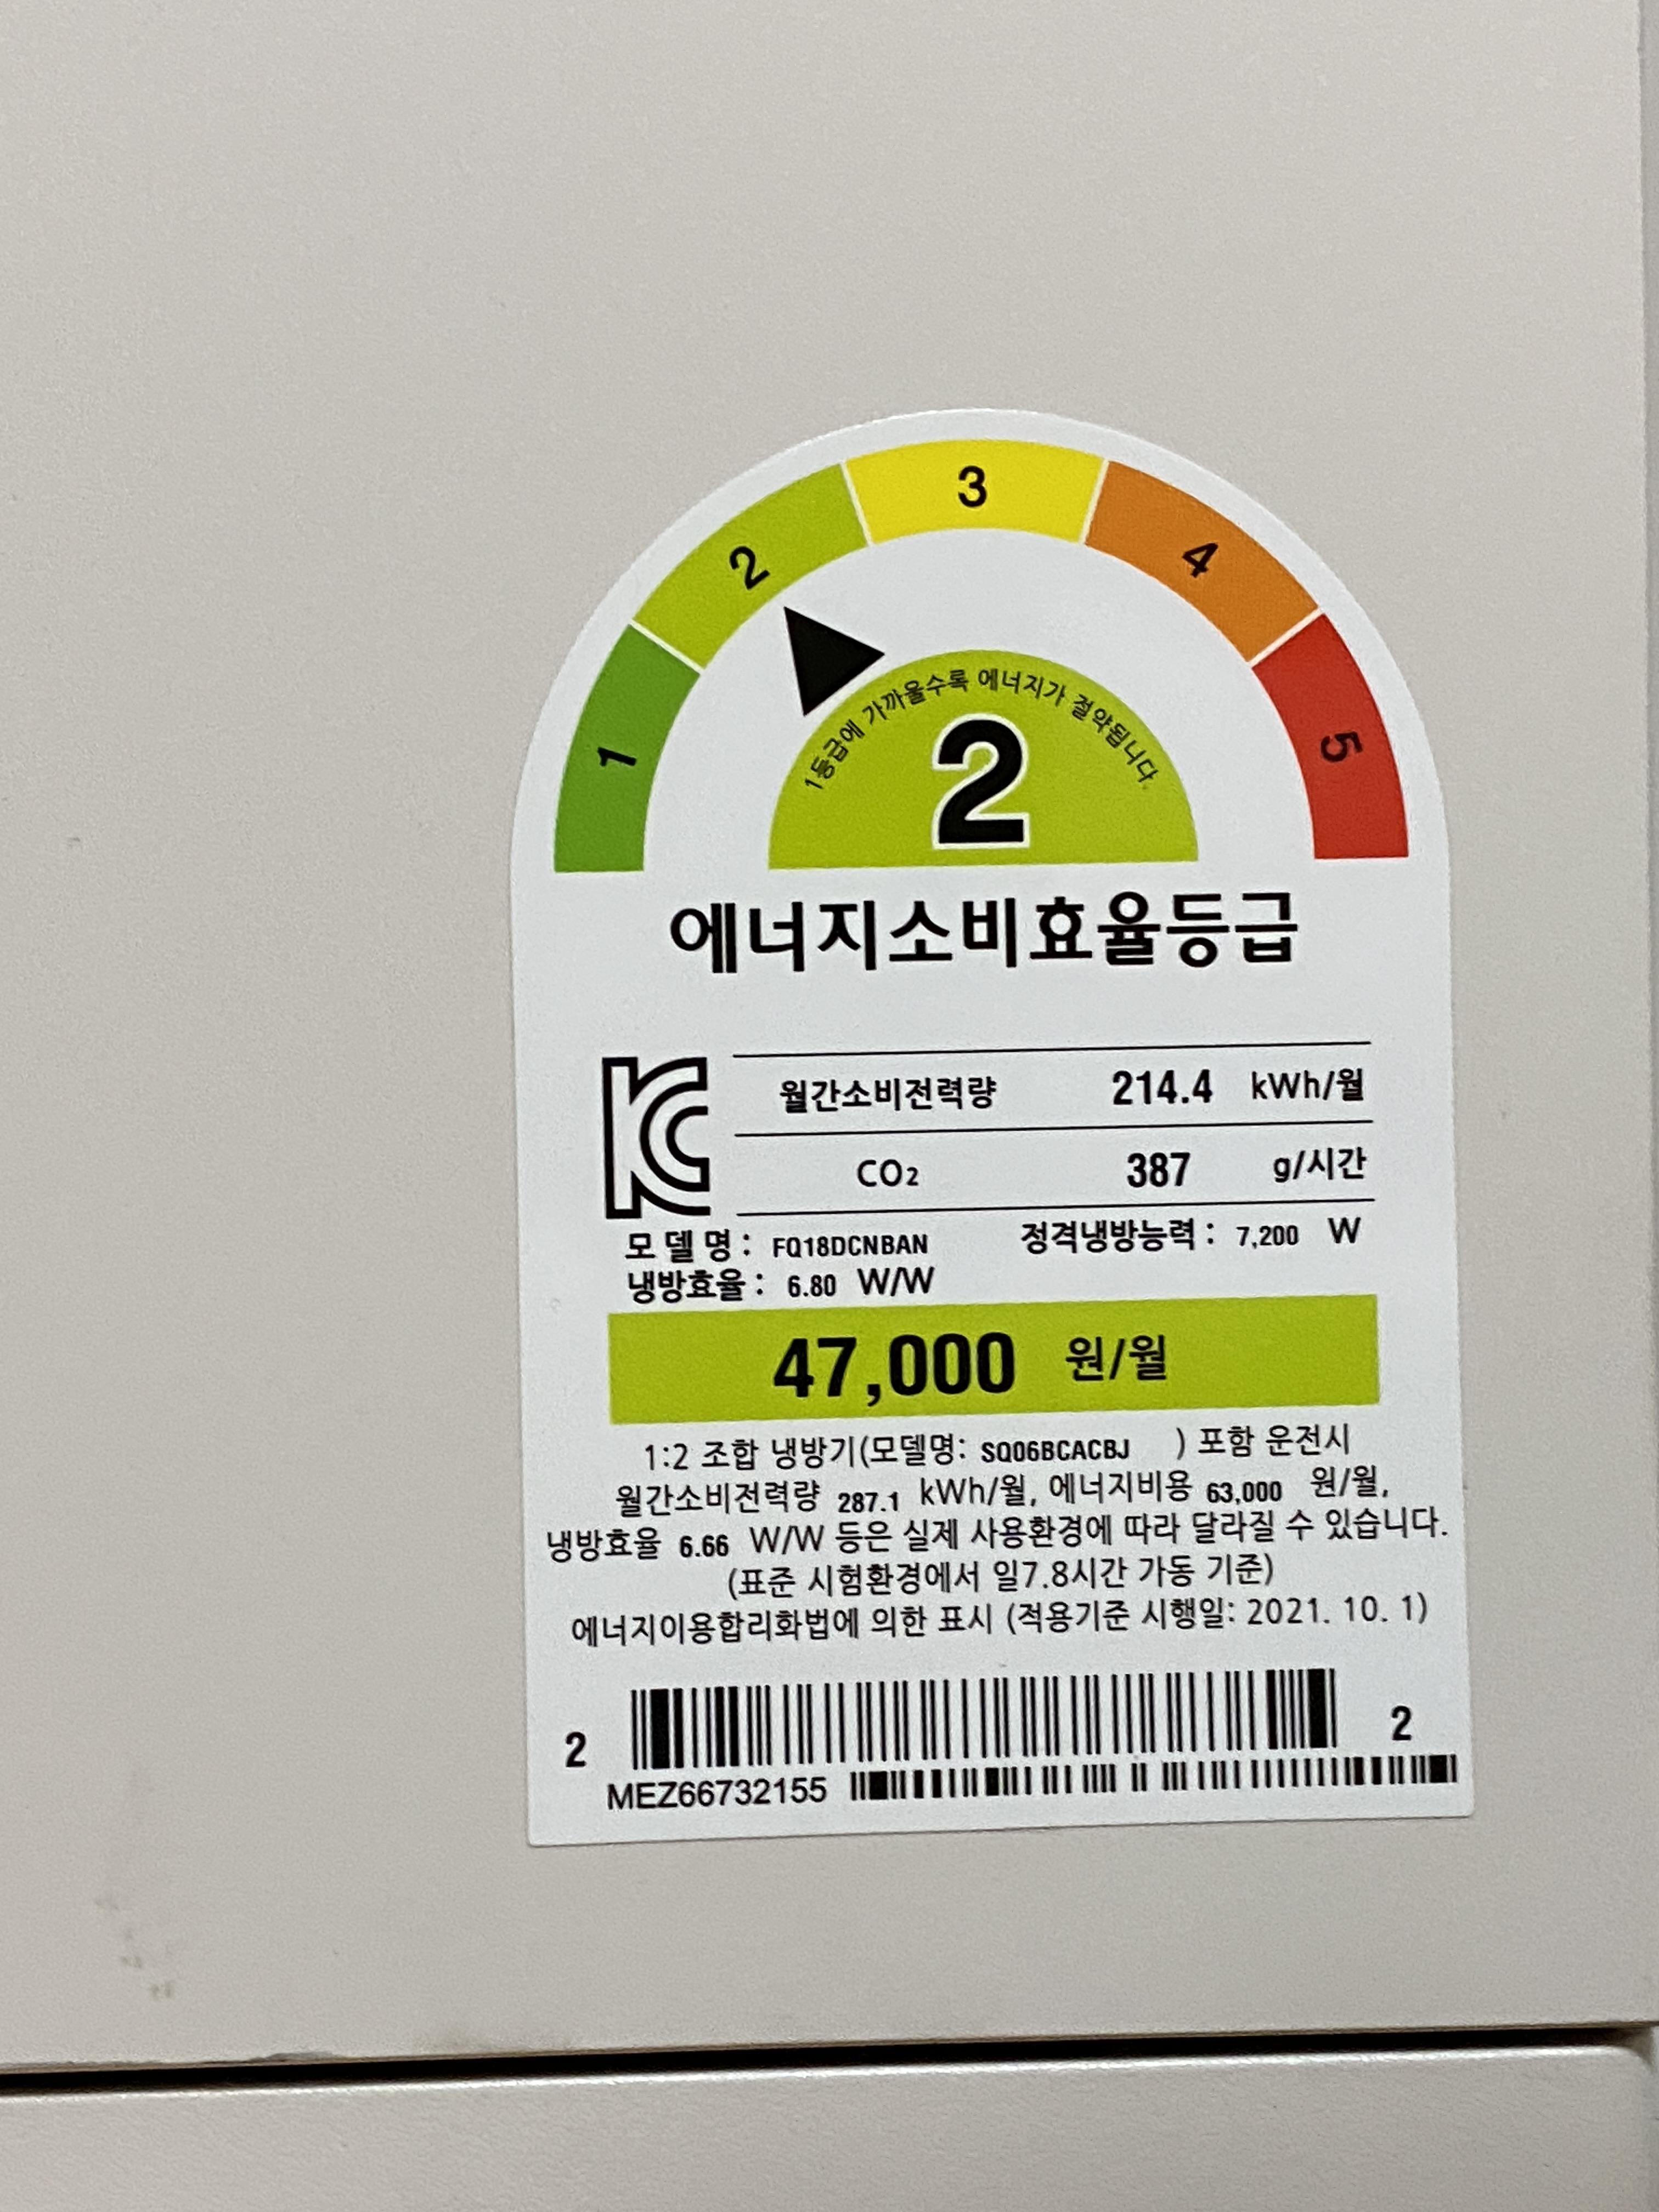 1
2
3
4
5
1등급에 가까울수록 에너지가 절약됩니다.
2
에너지소비효율등급
KC
월간소비전력량 214.4 kWh/월
CO₂ 387 g/시간
모 델 명 : FQ18DCNBAN 정격냉방능력 : 7,200 W
냉방효율 : 6.80 W/W
47,000 원/월
1:2 조합 냉방기(모델명: SQ06BCACBJ ) 포함 운전시
월간소비전력량 287.1 kWh/월, 에너지비용 63,000 원/월,
냉방효율 6.66 W/W 등은 실제 사용환경에 따라 달라질 수 있습니다.
(표준 시험환경에서 일7.8시간 가동 기준)
에너지이용합리화법에 의한 표시 (적용기준 시행일: 2021. 10. 1)
2 2
MEZ66732155